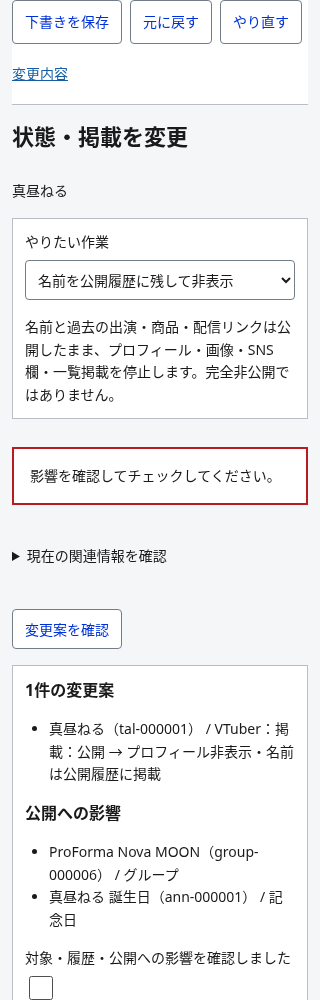 下書きを保存 元に戻す やり直す
変更内容
状態・掲載を変更
真昼ねる
やりたい作業
名前を公開履歴に残して非表示
名前と過去の出演・商品・配信リンクは公
開したまま、プロフィール・画像・SNS
欄・一覧掲載を停止します。完全非公開で
はありません。
影響を確認してチェックしてください。
現在の関連情報を確認
変更案を確認
1件の変更案
真昼ねる（tal-000001） / VTuber：掲
載：公開 → プロフィール非表示・名前
は公開履歴に掲載
公開への影響
ProForma Nova MOON（group-
000006） / グループ
真昼ねる 誕生日（ann-000001） / 記
念日
対象・履歴・公開への影響を確認しました